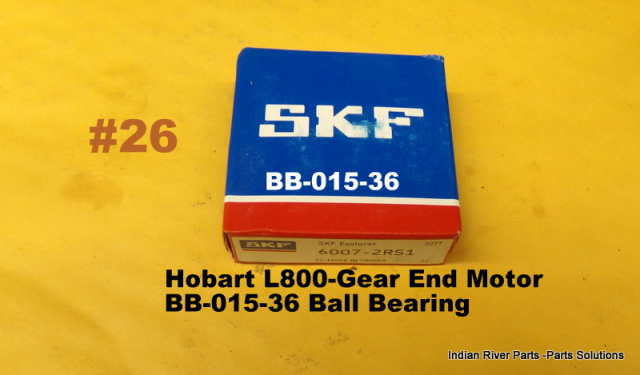 #26
SKF
BB-015-36
SKF
SKF Explorer
6007-2RS1
MADE IN FRANCE
Hobart L800-Gear End Motor
BB-015-36 Ball Bearing
Indian River Parts -Parts Solutions